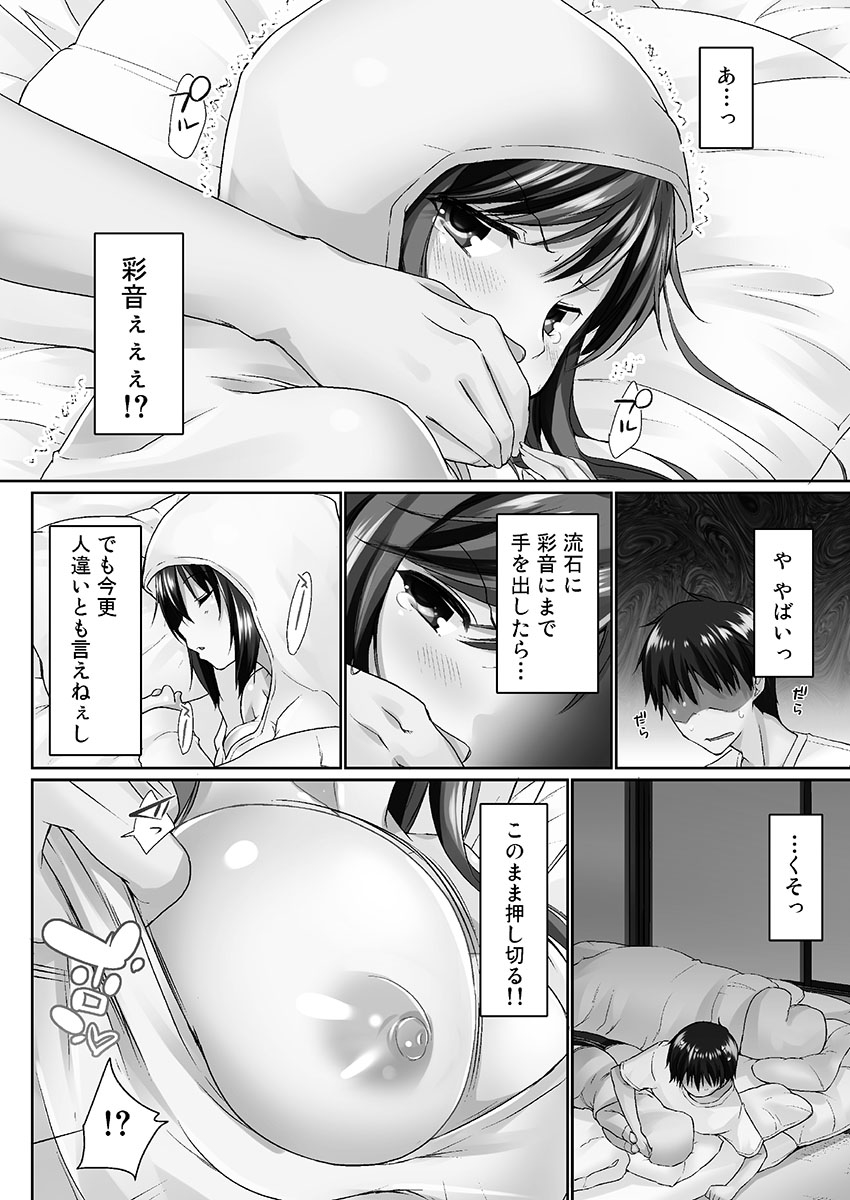 あ…っ
プル
彩音ぇぇぇ!?
プル
や やばいっ
だら
だら
流石に
彩音にまで
手を出したら…
でも今更
人違いとも言えねぇし
…くそっ
このまま押し切る!!
!?